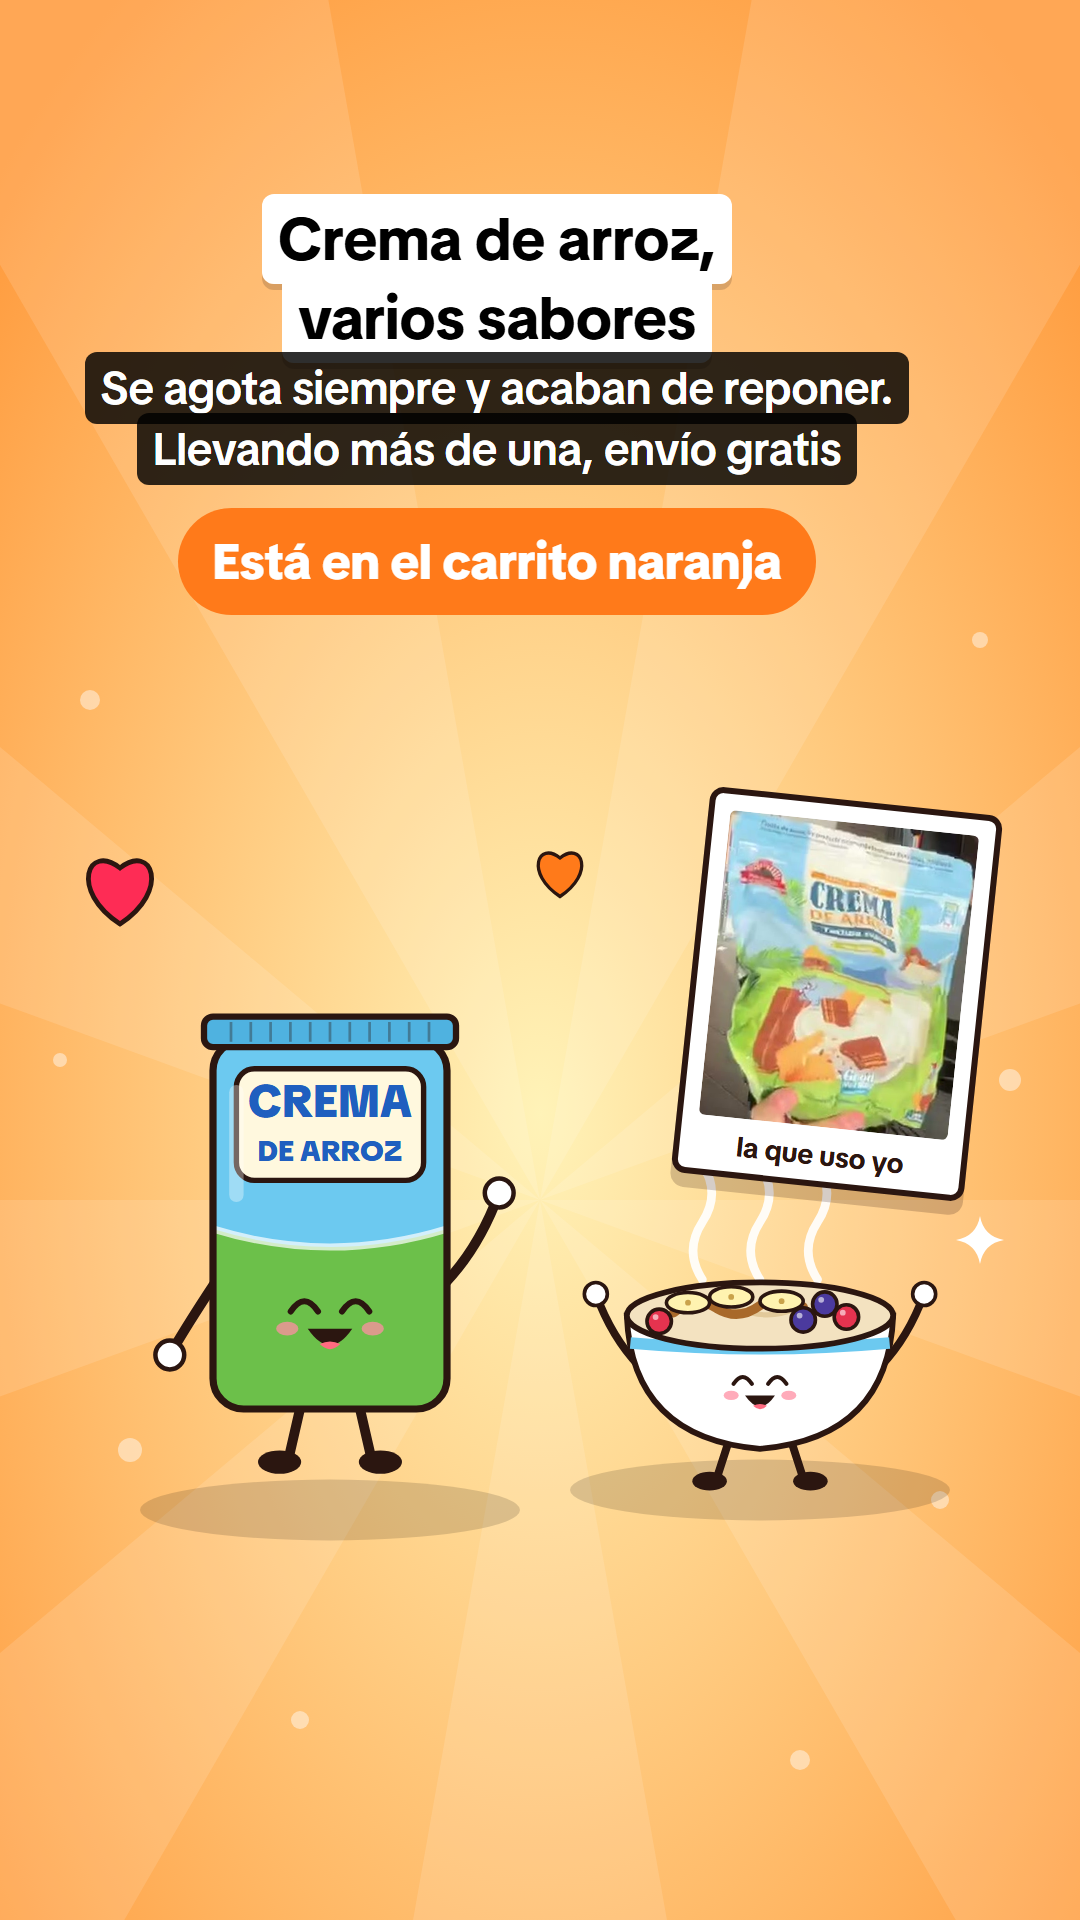 Crema de arroz,
varios sabores
Se agota siempre y acaban de reponer.
Llevando más de una, envío gratis
Está en el carrito naranja
CREMA
DE ARROZ
CREMA
DE ARROZ
la que uso yo